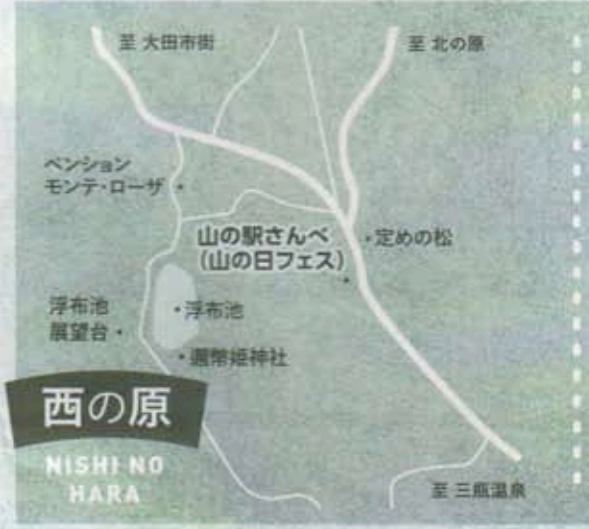 至 大田市街
至 北の原
ペンション
モンテ・ローザ
山の駅さんべ
(山の日フェス)
定めの松
浮布池
展望台
浮布池
邇幣姫神社
西の原
NISHI NO
HARA
至 三瓶温泉